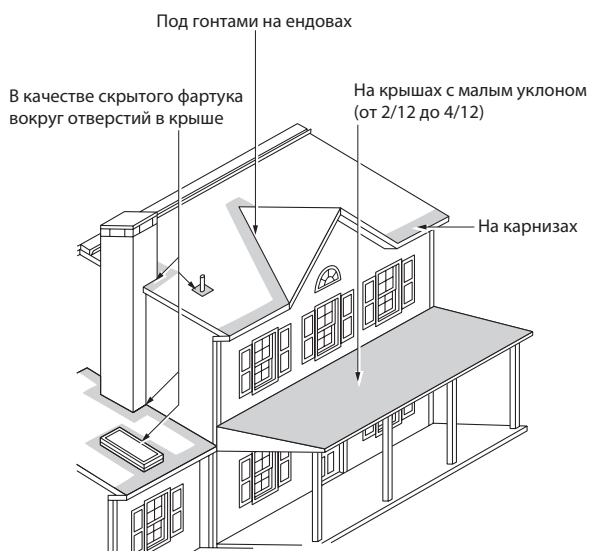 Под гонтами на ендовах
В качестве скрытого фартука
вокруг отверстий в крыше
На крышах с малым уклоном
(от 2/12 до 4/12)
На карнизах